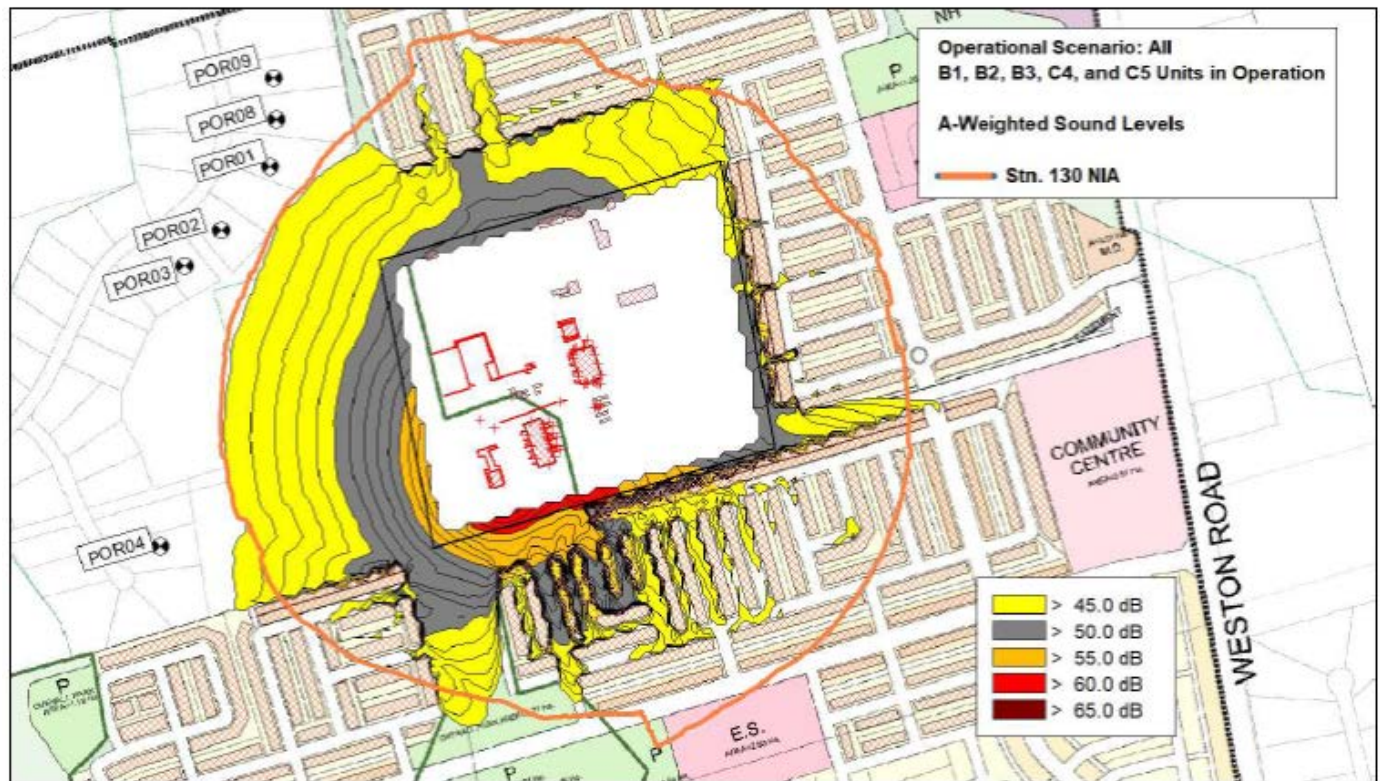 NH
P
Operational Scenario: All
B1, B2, B3, C4, and C5 Units in Operation
A-Weighted Sound Levels
Stn. 130 NIA
POR09
POR08
POR01
POR02
POR03
POR04
M.D.
COMMUNITY
CENTRE
WESTON ROAD
> 45.0 dB
> 50.0 dB
> 55.0 dB
> 60.0 dB
> 65.0 dB
P
E.S.
P
P